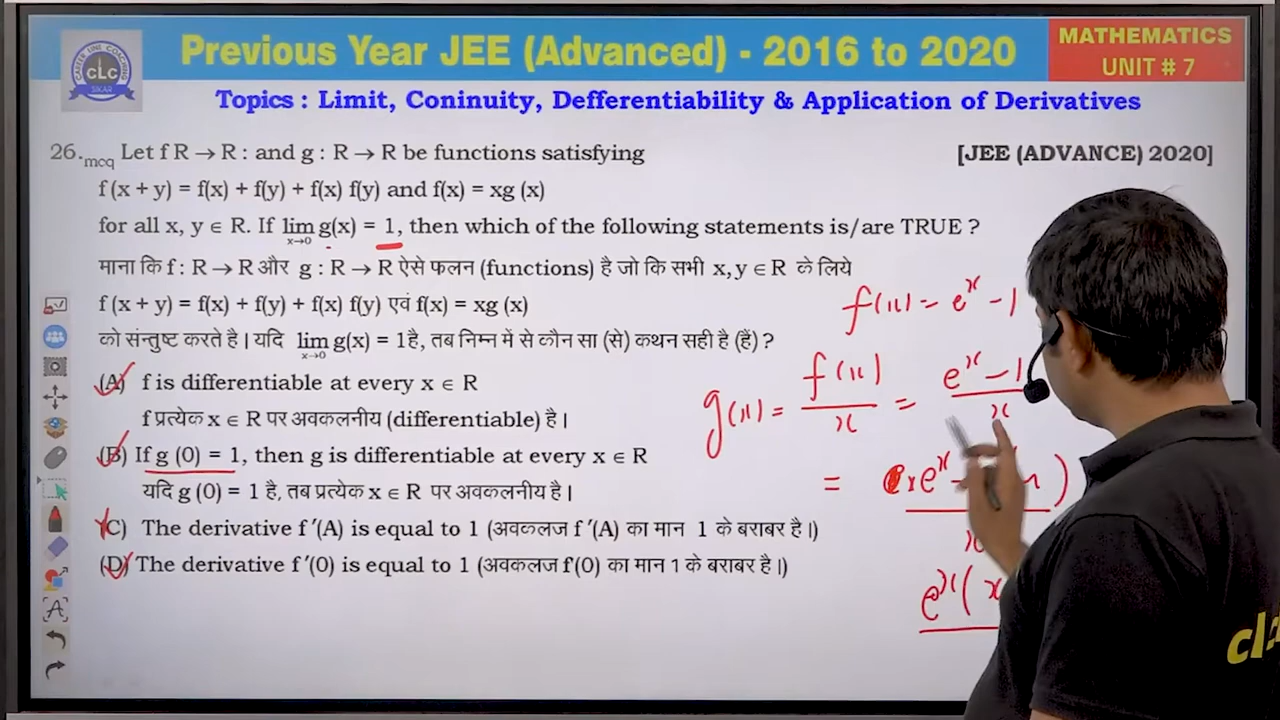 Previous Year JEE (Advanced) - 2016 to 2020
MATHEMATICS
UNIT # 7
CLC
SIKAR
Topics : Limit, Coninuity, Defferentiability & Application of Derivatives
26.mcq Let f R → R : and g : R → R be functions satisfying [JEE (ADVANCE) 2020]
f (x + y) = f(x) + f(y) + f(x) f(y) and f(x) = xg (x)
for all x, y ∈ R. If lim x→0 g(x) = 1, then which of the following statements is/are TRUE ?
माना कि f : R → R और g : R → R ऐसे फलन (functions) है जो कि सभी x, y ∈ R के लिये
f (x + y) = f(x) + f(y) + f(x) f(y) एवं f(x) = xg (x)
को संन्तुष्ट करते है। यदि lim x→0 g(x) = 1 है, तब निम्न में से कौन सा (से) कथन सही है (हैं) ?
(A) f is differentiable at every x ∈ R
f प्रत्येक x ∈ R पर अवकलनीय (differentiable) है।
(B) If g (0) = 1, then g is differentiable at every x ∈ R
यदि g (0) = 1 है, तब प्रत्येक x ∈ R पर अवकलनीय है।
(C) The derivative f ′(A) is equal to 1 (अवकलज f ′(A) का मान 1 के बराबर है।)
(D) The derivative f ′(0) is equal to 1 (अवकलज f(0) का मान 1 के बराबर है।)
f(x) = e^x - 1
g(x) = f(x)/x = e^x - 1/x
e^x(x
clc